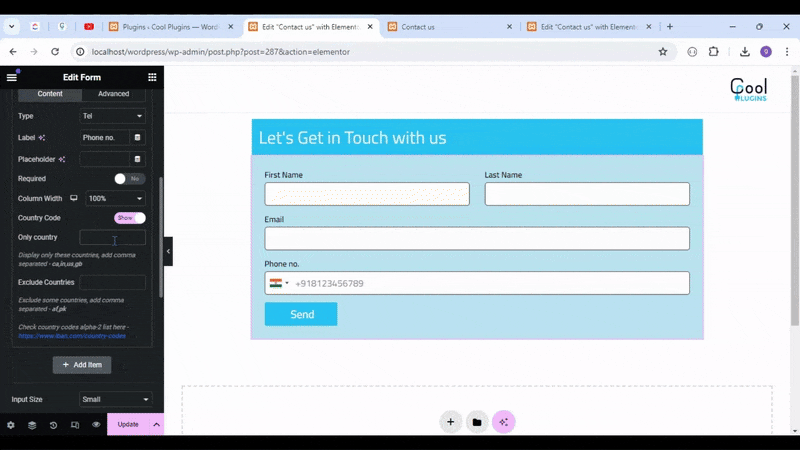 Plugins ‹ Cool Plugins — Wor
Edit "Contact us" with Elemento
Contact us
Edit "Contact us" with Elemento
localhost/wordpress/wp-admin/post.php?post=287&action=elementor
9
Edit Form
Content
Advanced
Type
Tel
Label
Phone no.
Placeholder
Required
No
Column Width
100%
Country Code
Show
Only country
Display only these countries, add comma
separated - ca,in,us,gb
Exclude Countries
Exclude some countries, add comma
separated - af,pk
Check country codes alpha-2 list here -
https://www.iban.com/country-codes
+ Add Item
Input Size
Small
Update
Cool
PLUGINS
Let's Get in Touch with us
First Name
Last Name
Email
Phone no.
+918123456789
Send